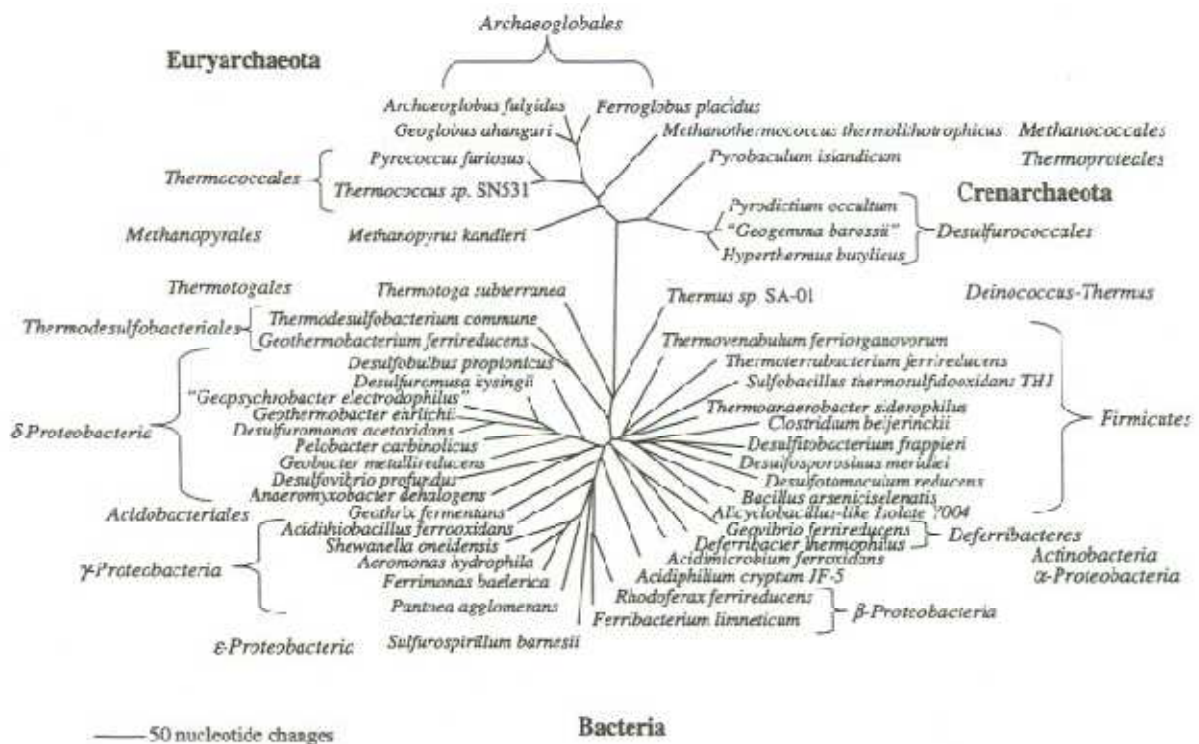 Archaeoglobales
Euryarchaeota
Archaeoglobus fulgidus
Ferroglobus placidus
Geoglobus ahangari
Methanothermococcus thermolithotrophicus
Methanococcales
Pyrococcus furiosus
Pyrobaculum islandicum
Thermoproteales
Thermococcales
Thermococcus sp. SN531
Crenarchaeota
Pyrodictium occultum
Methanopyrales
Methanopyrus kandleri
"Geogemma barossii"
Desulfurococcales
Hyperthermus butylicus
Thermotogales
Thermotoga subterranea
Thermus sp. SA-01
Deinococcus-Thermus
Thermodesulfobacteriales
Thermodesulfobacterium commune
Geothermobacterium ferrireducens
Thermovenabulum ferriorganovorum
Desulfobulbus propionicus
Thermoterrabacterium ferrireducens
Desulfuromusa kysingii
Sulfobacillus thermosulfidooxidans TH1
"Geopsychrobacter electrodophilus"
Geothermobacter ehrlichii
Thermoanaerobacter siderophilus
δ-Proteobacteria
Desulfuromonas acetoxidans
Clostridium beijerinckii
Firmicutes
Pelobacter carbinolicus
Desulfitobacterium frappieri
Geobacter metallireducens
Desulfosporosinus meridiei
Desulfovibrio profundus
Desulfotomaculum reducens
Anaeromyxobacter dehalogens
Bacillus arseniciselenatis
Acidobacteriales
Geothrix fermentans
Alicyclobacillus-like Isolate Y004
Acidithiobacillus ferrooxidans
Geovibrio ferrireducens
Deferribacteres
Shewanella oneidensis
Deferribacter thermophilus
γ-Proteobacteria
Aeromonas hydrophila
Acidimicrobium ferroxidans
Actinobacteria
Ferrimonas balerica
Acidiphilium cryptum JF-5
α-Proteobacteria
Pantoea agglomerans
Rhodoferax ferrireducens
β-Proteobacteria
Ferribacterium limneticum
ε-Proteobacteria
Sulfurospirillum barnesii
Bacteria
50 nucleotide changes